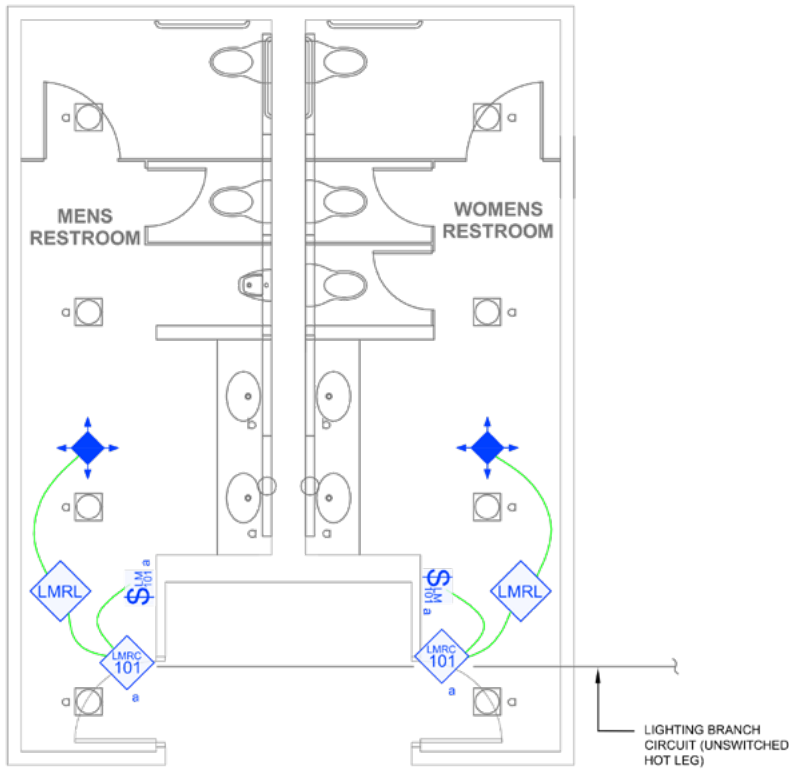 a
a
MENS
RESTROOM
WOMENS
RESTROOM
a
a
a
a
a
a
a
a
LMRL
$ LM 101 a
$ LM 101 a
LMRL
LMRC
101
a
LMRC
101
a
a
a
LIGHTING BRANCH
CIRCUIT (UNSWITCHED
HOT LEG)